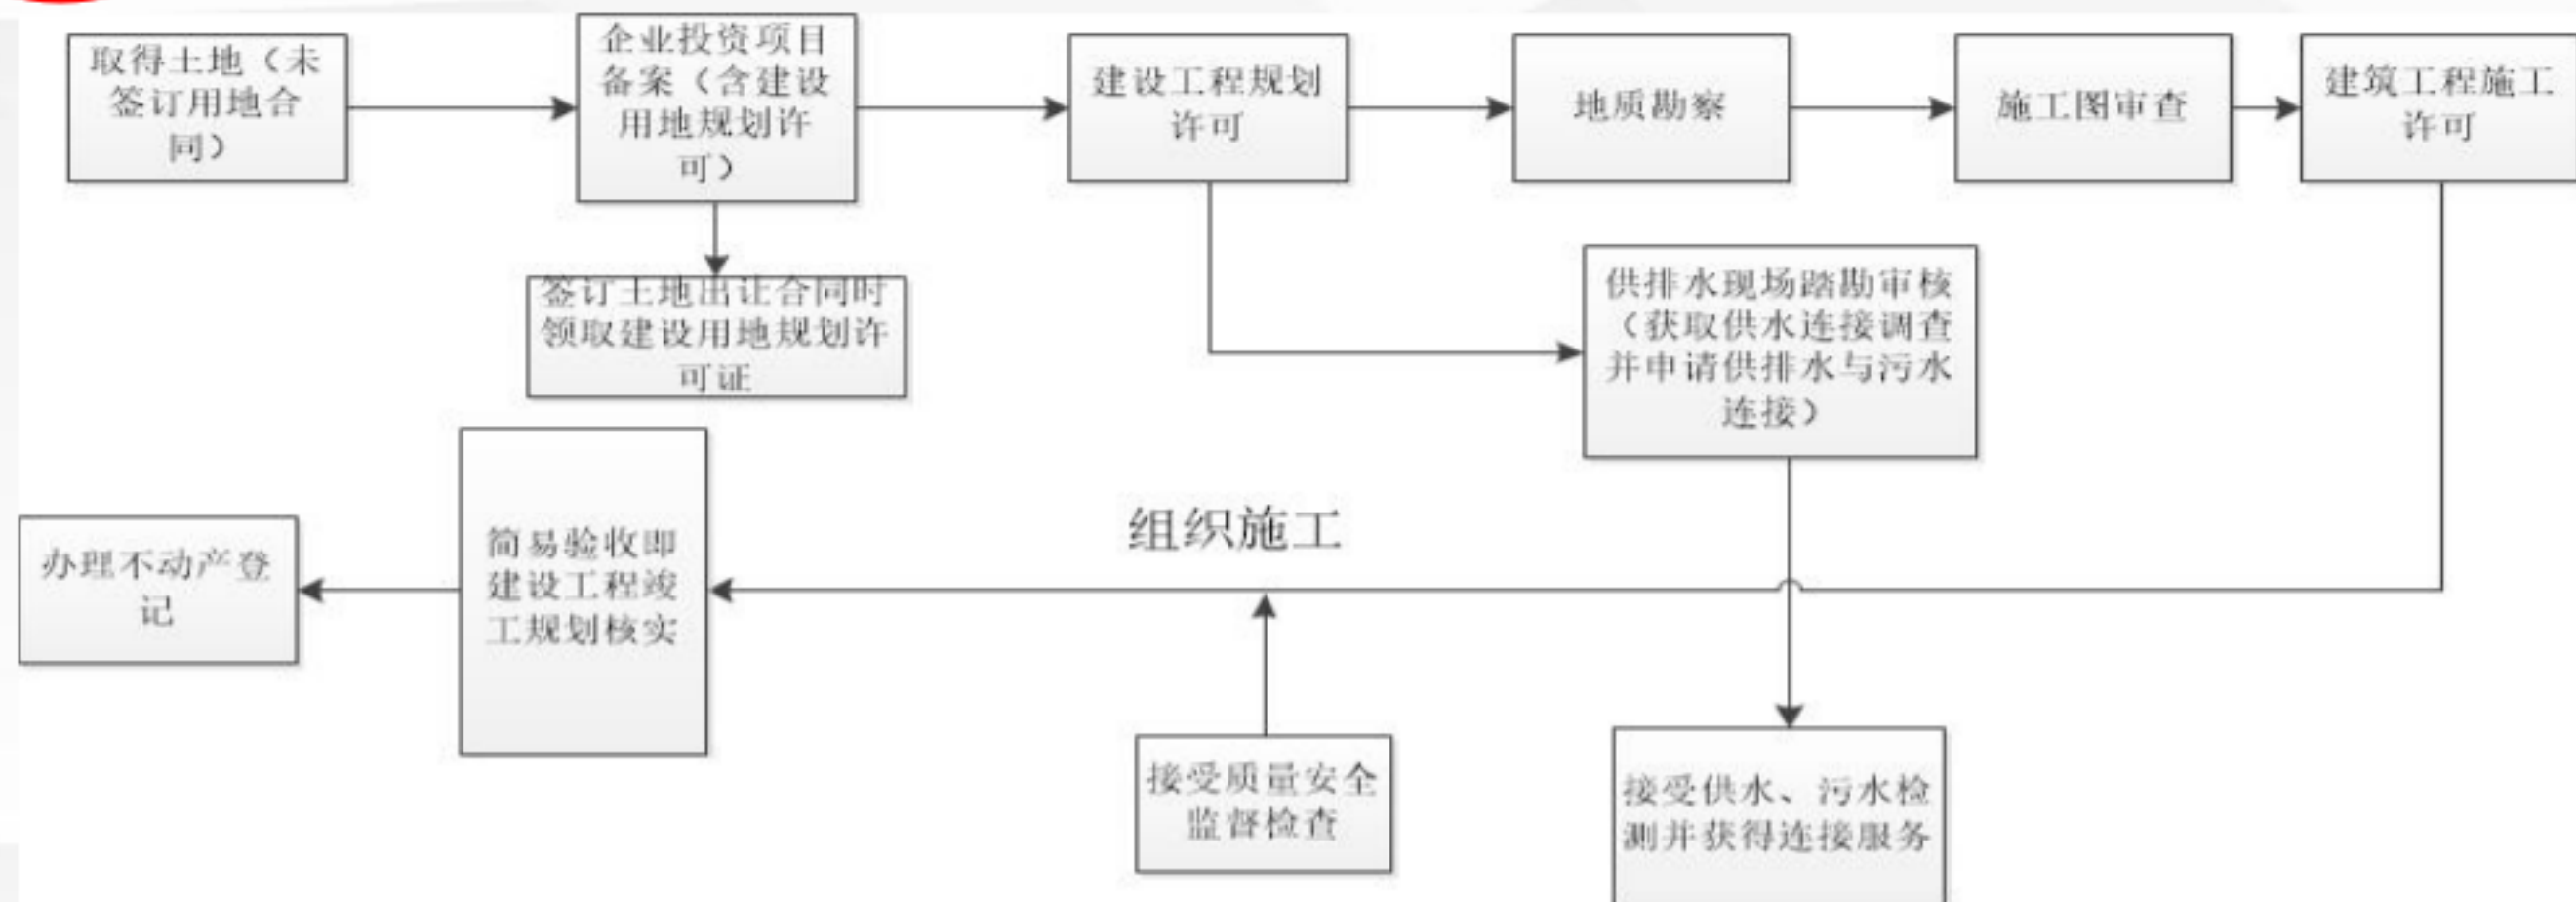 取得土地（未
签订用地合
同）
企业投资项目
备案（含建设
用地规划许
可）
建设工程规划
许可
地质勘察
施工图审查
建筑工程施工
许可
签订土地出让合同时
领取建设用地规划许
可证
供排水现场踏勘审核
（获取供水连接调查
并申请供排水与污水
连接）
组织施工
简易验收即
建设工程竣
工规划核实
办理不动产登
记
接受质量安全
监督检查
接受供水、污水检
测并获得连接服务